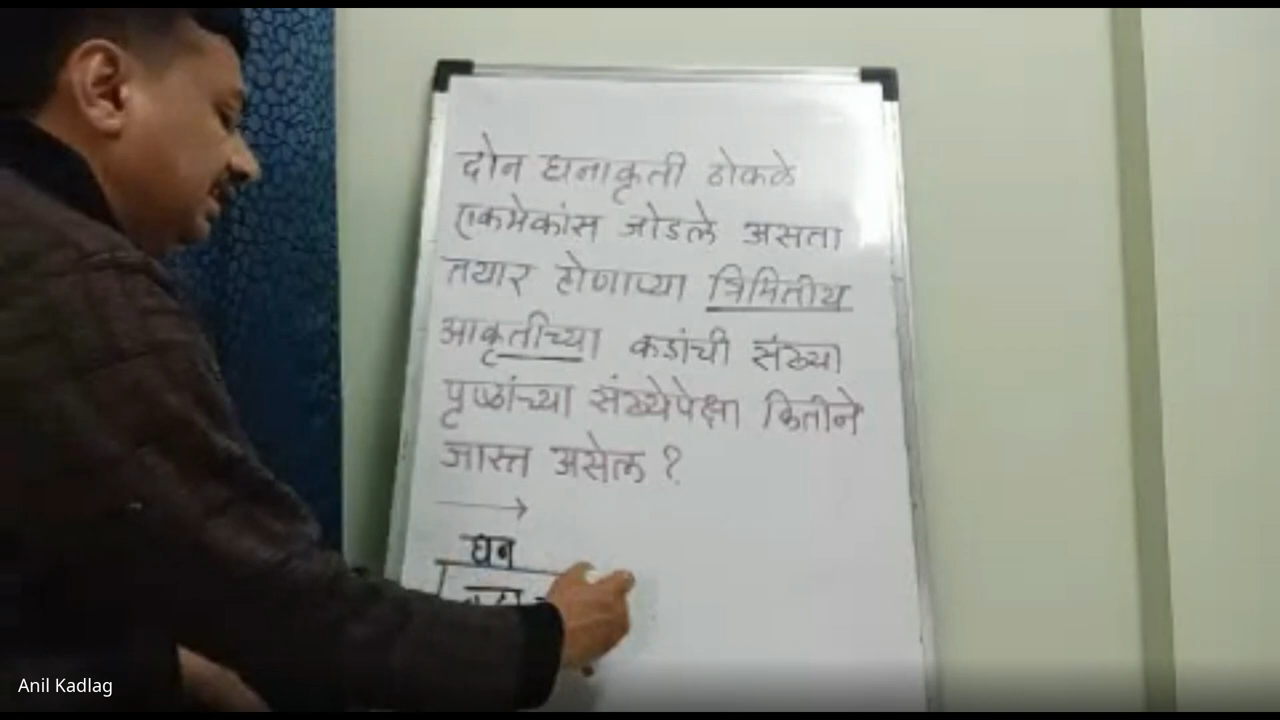 दोन घनाकृती ठोकळे
एकमेकांस जोडले असता
तयार होणाऱ्या त्रिमितीय
आकृतीच्या कडांची संख्या
पृष्ठांच्या संख्येपेक्षा कितीने
जास्त असेल ?
घन
Anil Kadlag